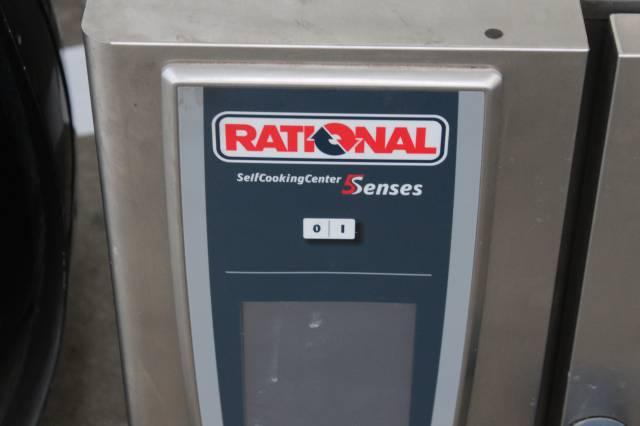 RATIONAL
SelfCookingCenter 5Senses
0 I